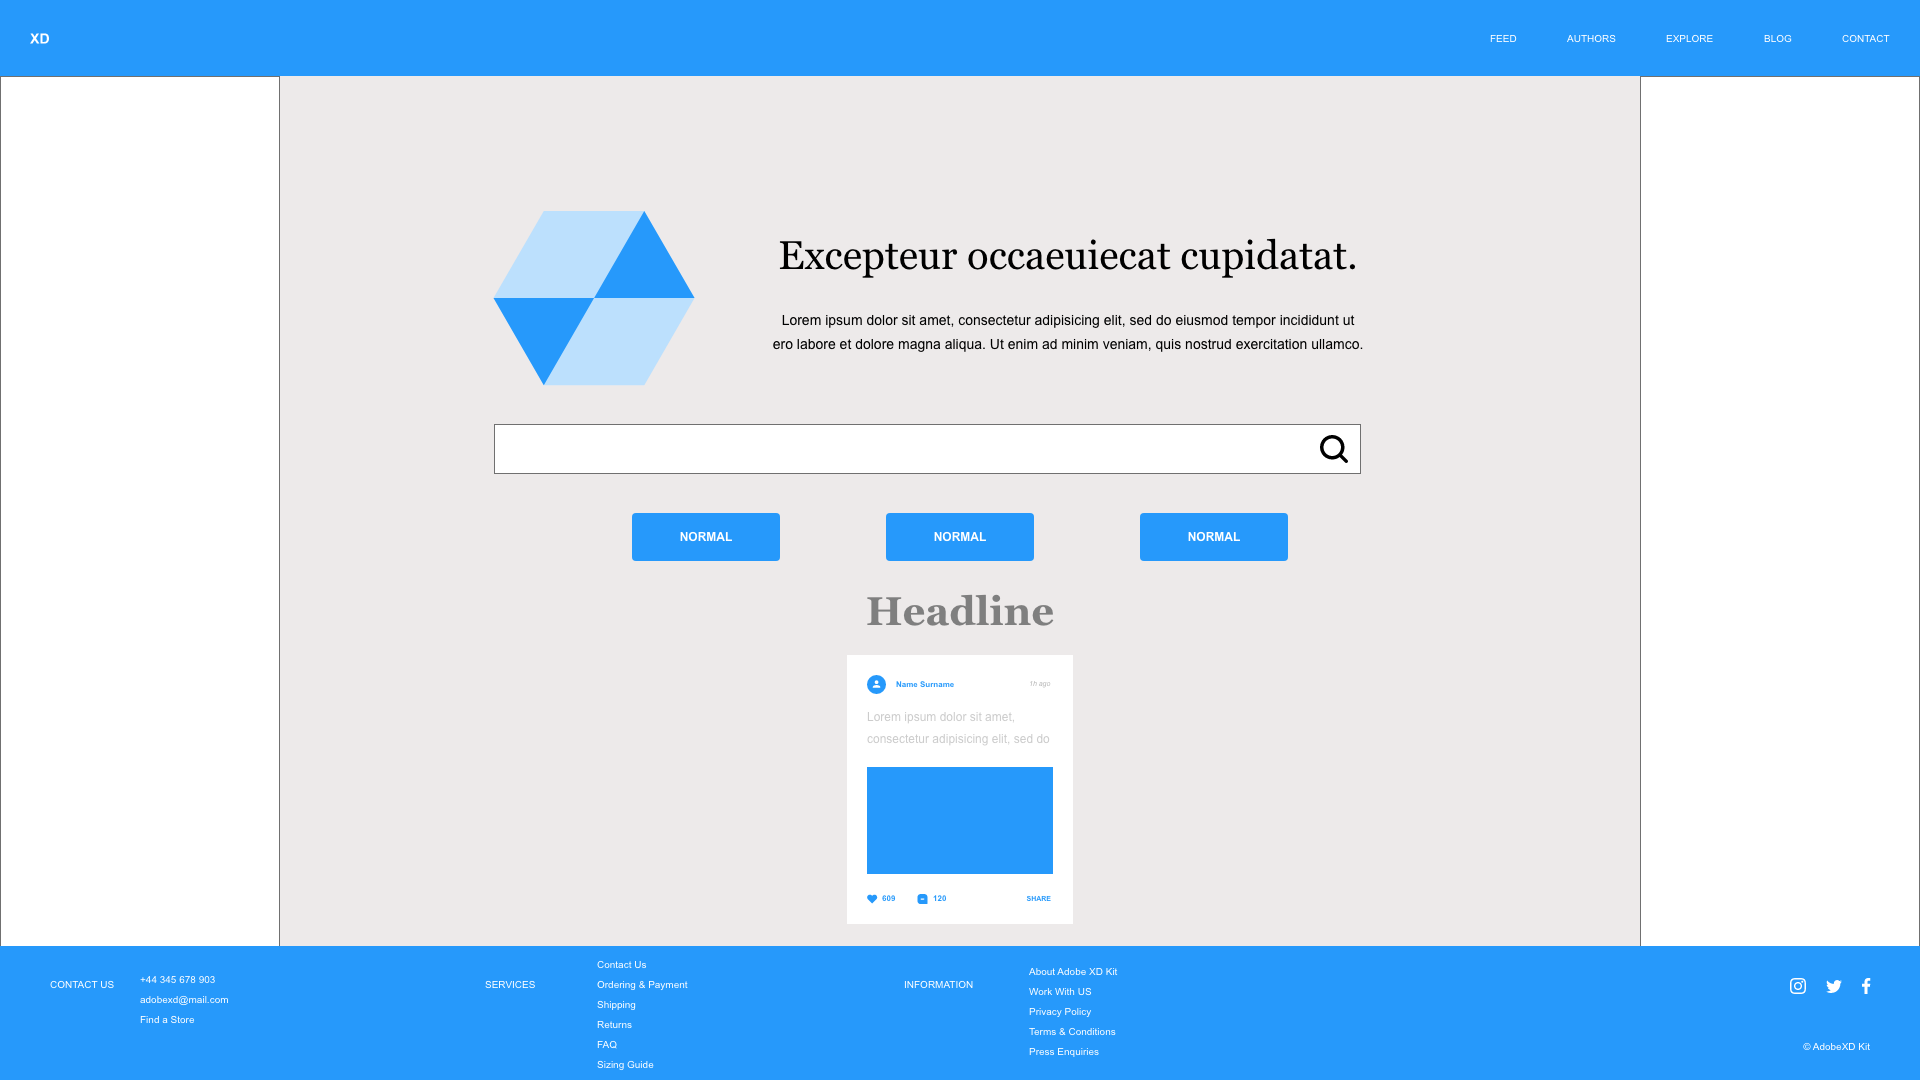 XD
FEED
AUTHORS
EXPLORE
BLOG
CONTACT
Excepteur occaeuiecat cupidatat.
Lorem ipsum dolor sit amet, consectetur adipisicing elit, sed do eiusmod tempor incididunt ut
ero labore et dolore magna aliqua. Ut enim ad minim veniam, quis nostrud exercitation ullamco.
NORMAL
NORMAL
NORMAL
Headline
Name Surname
1h ago
Lorem ipsum dolor sit amet,
consectetur adipisicing elit, sed do
609
120
SHARE
CONTACT US
+44 345 678 903
adobexd@mail.com
Find a Store
SERVICES
Contact Us
Ordering & Payment
Shipping
Returns
FAQ
Sizing Guide
INFORMATION
About Adobe XD Kit
Work With US
Privacy Policy
Terms & Conditions
Press Enquiries
© AdobeXD Kit